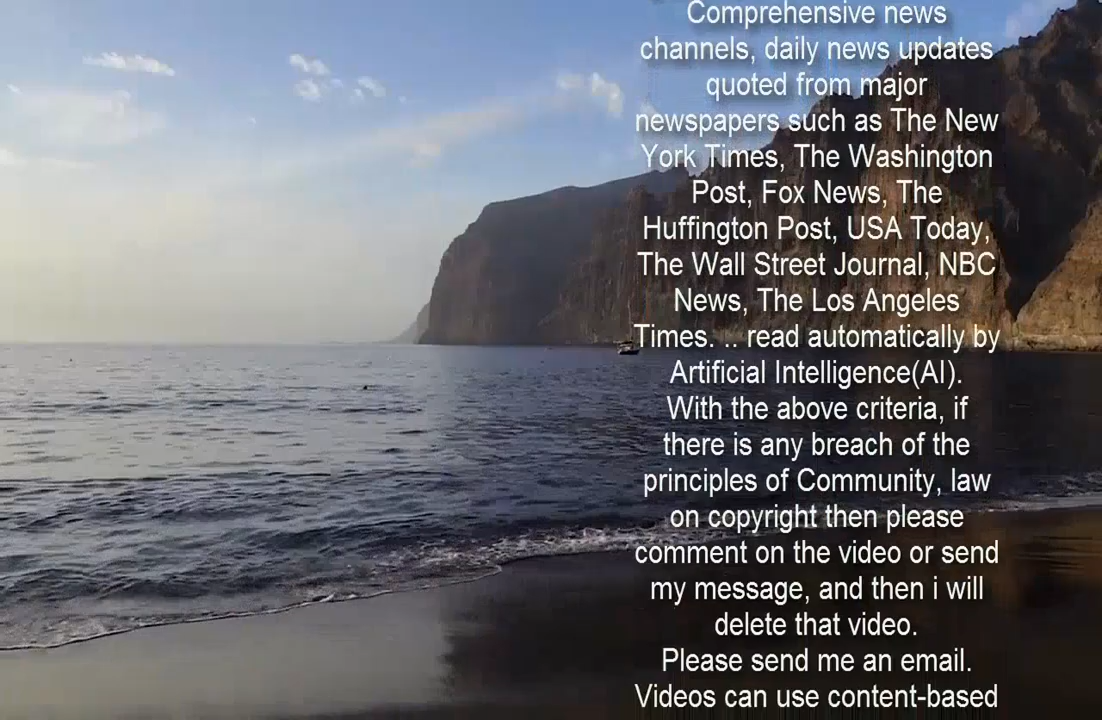 Comprehensive news
channels, daily news updates
quoted from major
newspapers such as The New
York Times, The Washington
Post, Fox News, The
Huffington Post, USA Today,
The Wall Street Journal, NBC
News, The Los Angeles
Times. .. read automatically by
Artificial Intelligence(AI).
With the above criteria, if
there is any breach of the
principles of Community, law
on copyright then please
comment on the video or send
my message, and then i will
delete that video.
Please send me an email.
Videos can use content-based